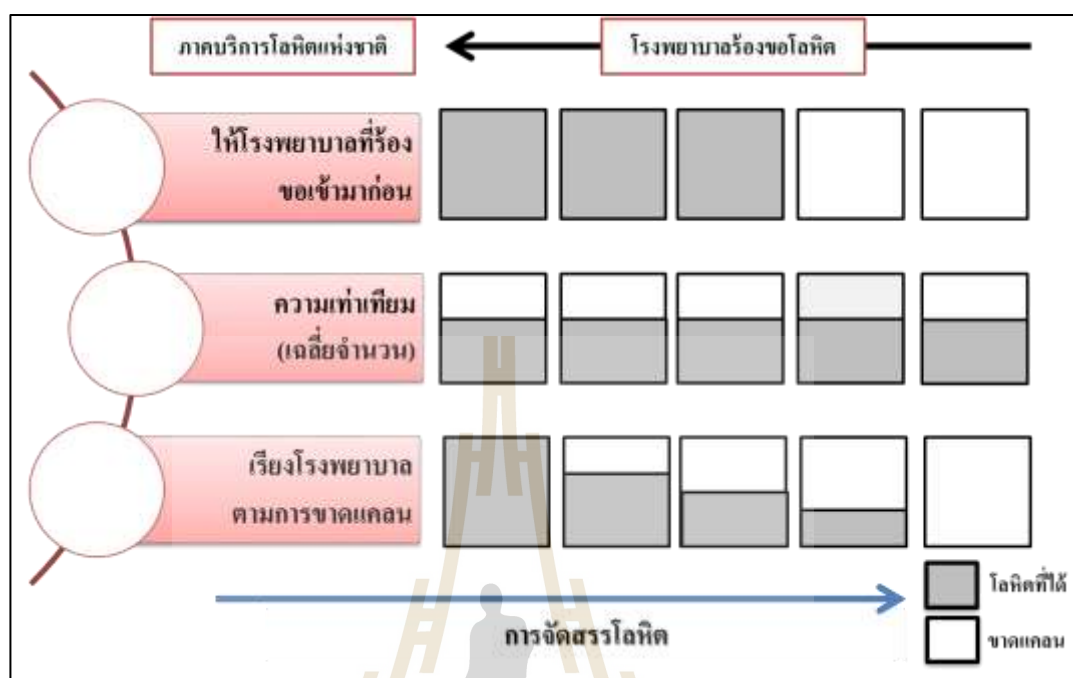 ภาคบริการโลหิตแห่งชาติ
โรงพยาบาลร้องขอโลหิต
ให้โรงพยาบาลที่ร้อง
ขอเข้ามาก่อน
ความเท่าเทียม
(เฉลี่ยจำนวน)
เรียงโรงพยาบาล
ตามการขาดแคลน
โลหิตที่ได้
ขาดแคลน
การจัดสรรโลหิต